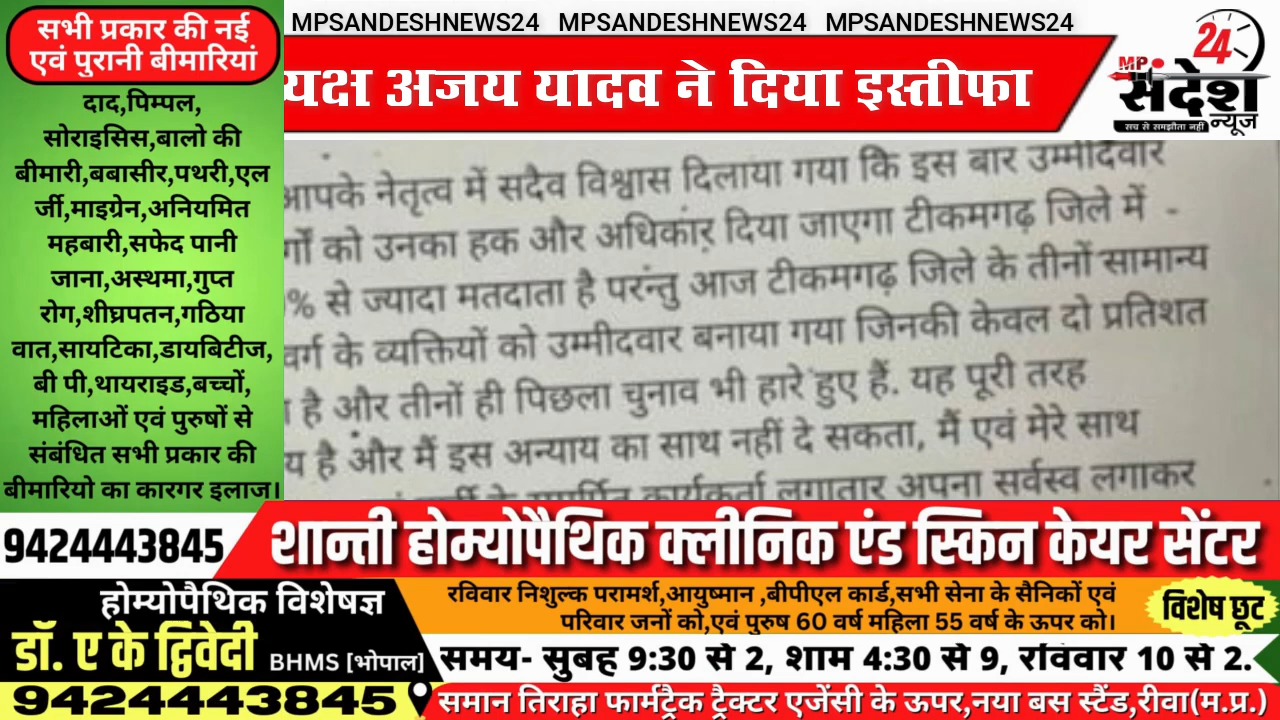 सभी प्रकार की नई
एवं पुरानी बीमारियां
दाद,पिम्पल,
सोराइसिस,बालो की
बीमारी,बबासीर,पथरी,एल
र्जी,माइग्रेन,अनियमित
महबारी,सफेद पानी
जाना,अस्थमा,गुप्त
रोग,शीघ्रपतन,गठिया
वात,सायटिका,डायबिटीज,
बी पी,थायराइड,बच्चों,
महिलाओं एवं पुरुषों से
संबंधित सभी प्रकार की
बीमारियो का कारगर इलाज।
MPSANDESHNEWS24 MPSANDESHNEWS24 MPSANDESHNEWS24
यक्ष अजय यादव ने दिया इस्तीफा
24
MP
संदेश
न्यूज
सच से समझौता नहीं
आपके नेतृत्व में सदैव विश्वास दिलाया गया कि इस बार उम्मीदवार
र्गों को उनका हक और अधिकार दिया जाएगा टीकमगढ़ जिले में -
% से ज्यादा मतदाता है परंन्तु आज टीकमगढ़ जिले के तीनों सामान्य
वर्ग के व्यक्तियों को उम्मीदवार बनाया गया जिनकी केवल दो प्रतिशत
है और तीनों ही पिछला चुनाव भी हारे हुए हैं. यह पूरी तरह
य है और मैं इस अन्याय का साथ नहीं दे सकता, मैं एवं मेरे साथ
कार्यकर्ता लगातार अपना सर्वस्व लगाकर
9424443845
शान्ती होम्योपैथिक क्लीनिक एंड स्किन केयर सेंटर
होम्योपैथिक विशेषज्ञ
डॉ. ए के द्विवेदी BHMS [भोपाल]
9424443845
रविवार निशुल्क परामर्श,आयुष्मान ,बीपीएल कार्ड,सभी सेना के सैनिकों एवं
परिवार जनों को,एवं पुरुष 60 वर्ष महिला 55 वर्ष के ऊपर को।
विशेष छूट
समय- सुबह 9:30 से 2, शाम 4:30 से 9, रविवार 10 से 2.
समान तिराहा फार्मट्रैक ट्रैक्टर एजेंसी के ऊपर,नया बस स्टैंड,रीवा(म.प्र.)